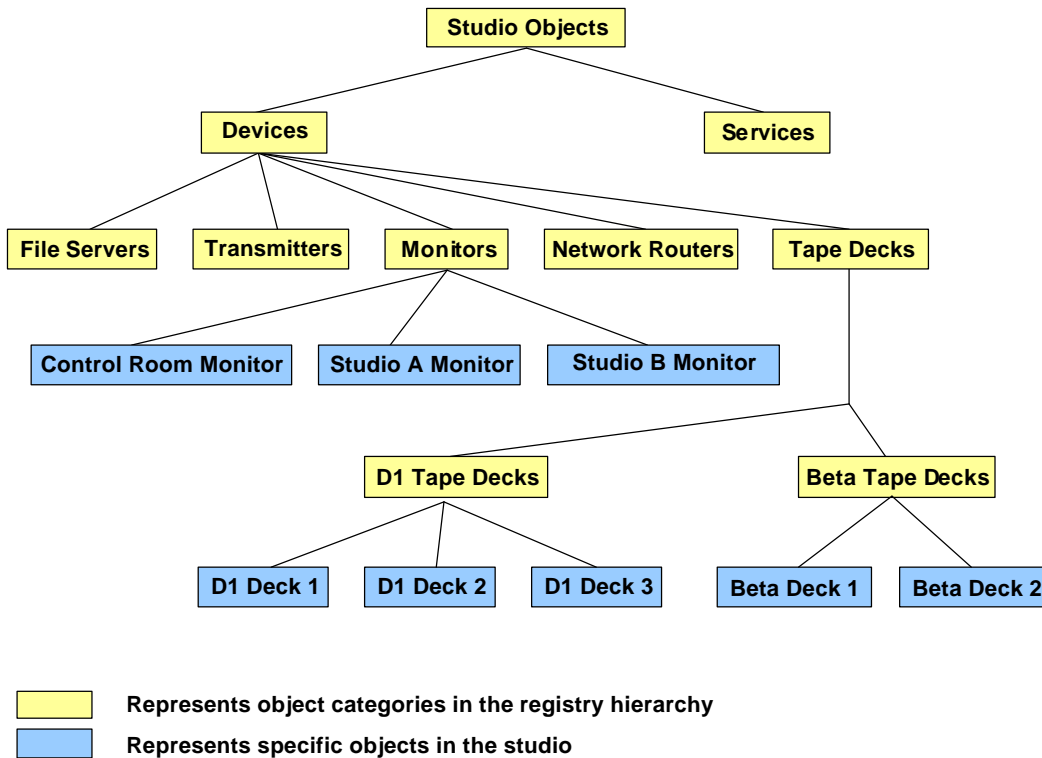 Studio Objects
Devices
Services
File Servers
Transmitters
Monitors
Network Routers
Tape Decks
Control Room Monitor
Studio A Monitor
Studio B Monitor
D1 Tape Decks
Beta Tape Decks
D1 Deck 1
D1 Deck 2
D1 Deck 3
Beta Deck 1
Beta Deck 2
Represents object categories in the registry hierarchy
Represents specific objects in the studio